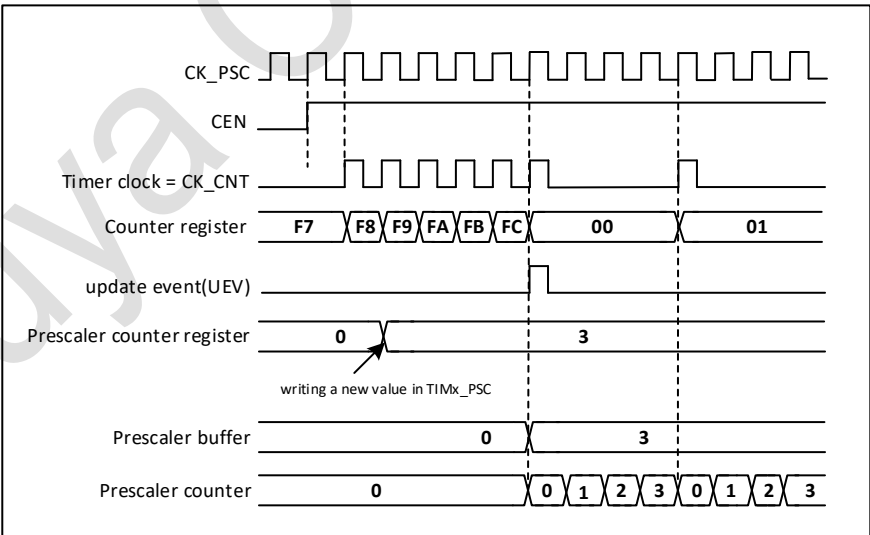 CK_PSC
CEN
Timer clock = CK_CNT
Counter register F7 F8 F9 FA FB FC 00 01
update event(UEV)
Prescaler counter register 0 3
writing a new value in TIMx_PSC
Prescaler buffer 0 3
Prescaler counter 0 0 1 2 3 0 1 2 3